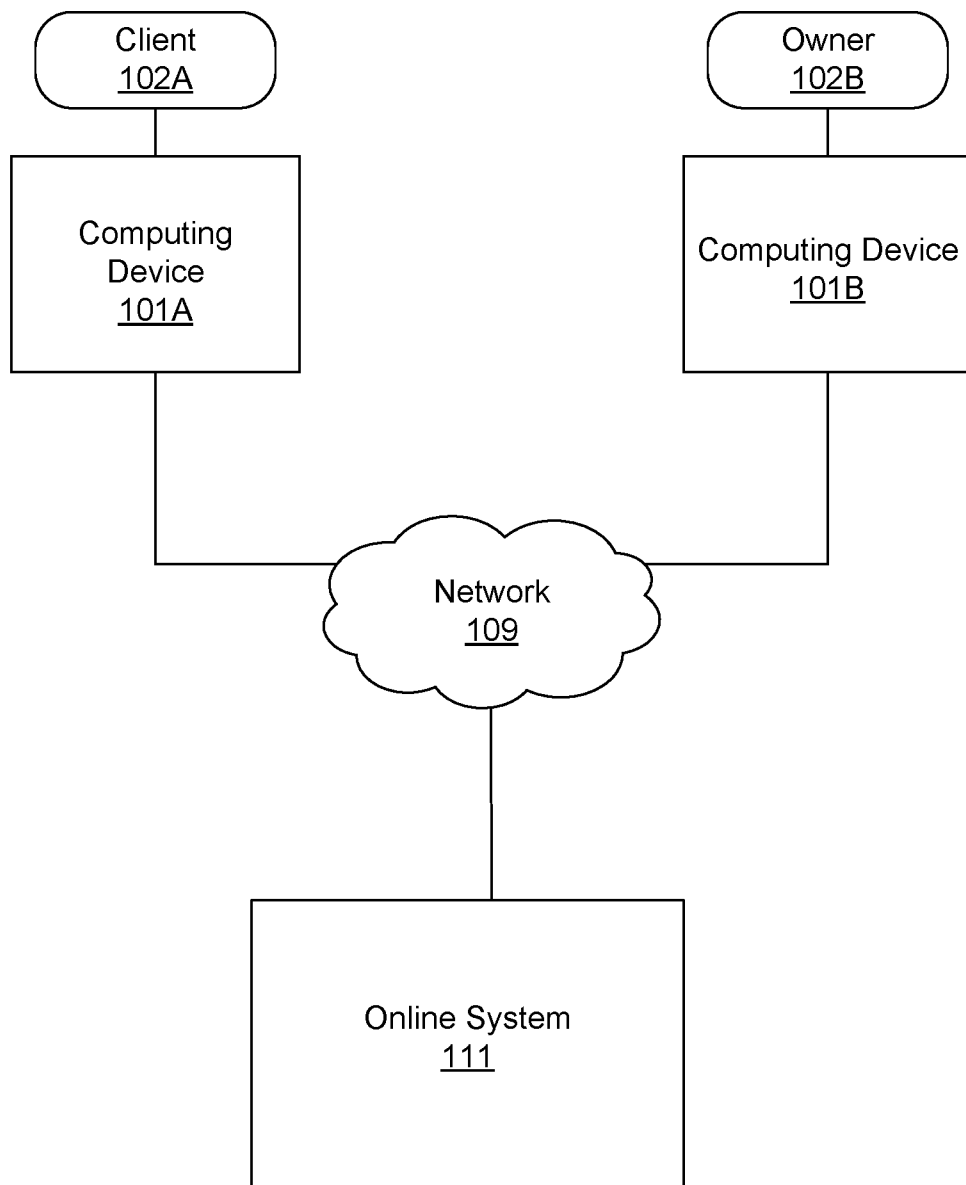 Client
102A
Owner
102B
Computing
Device
101A
Computing Device
101B
Network
109
Online System
111